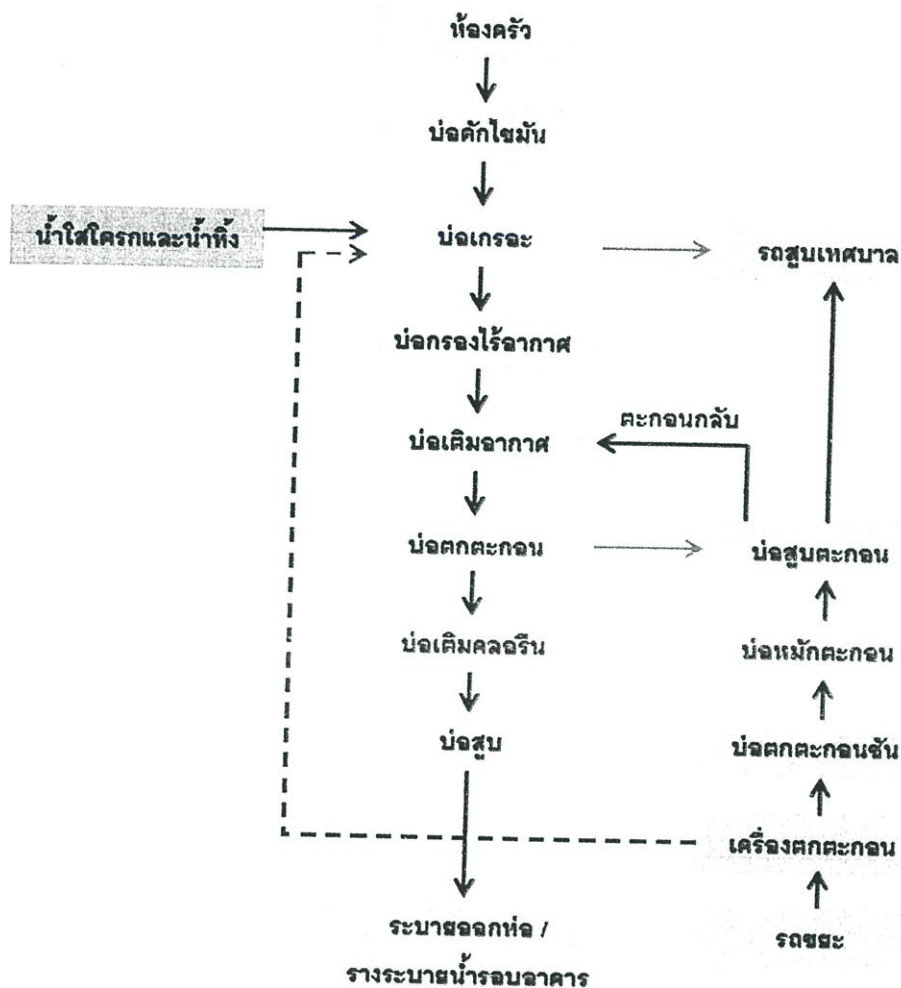 ห้องครัว
บ่อดักไขมัน
น้ำโสโครกและน้ำทิ้ง
บ่อเกรอะ
รถสูบเทศบาล
บ่อกรองไร้อากาศ
ตะกอนกลับ
บ่อเติมอากาศ
บ่อตกตะกอน
บ่อสูบตะกอน
บ่อเติมคลอรีน
บ่อหมักตะกอน
บ่อสูบ
บ่อตกตะกอนชัน
เครื่องตกตะกอน
ระบายออกท่อ /
รถขยะ
รางระบายน้ำรอบอาคาร